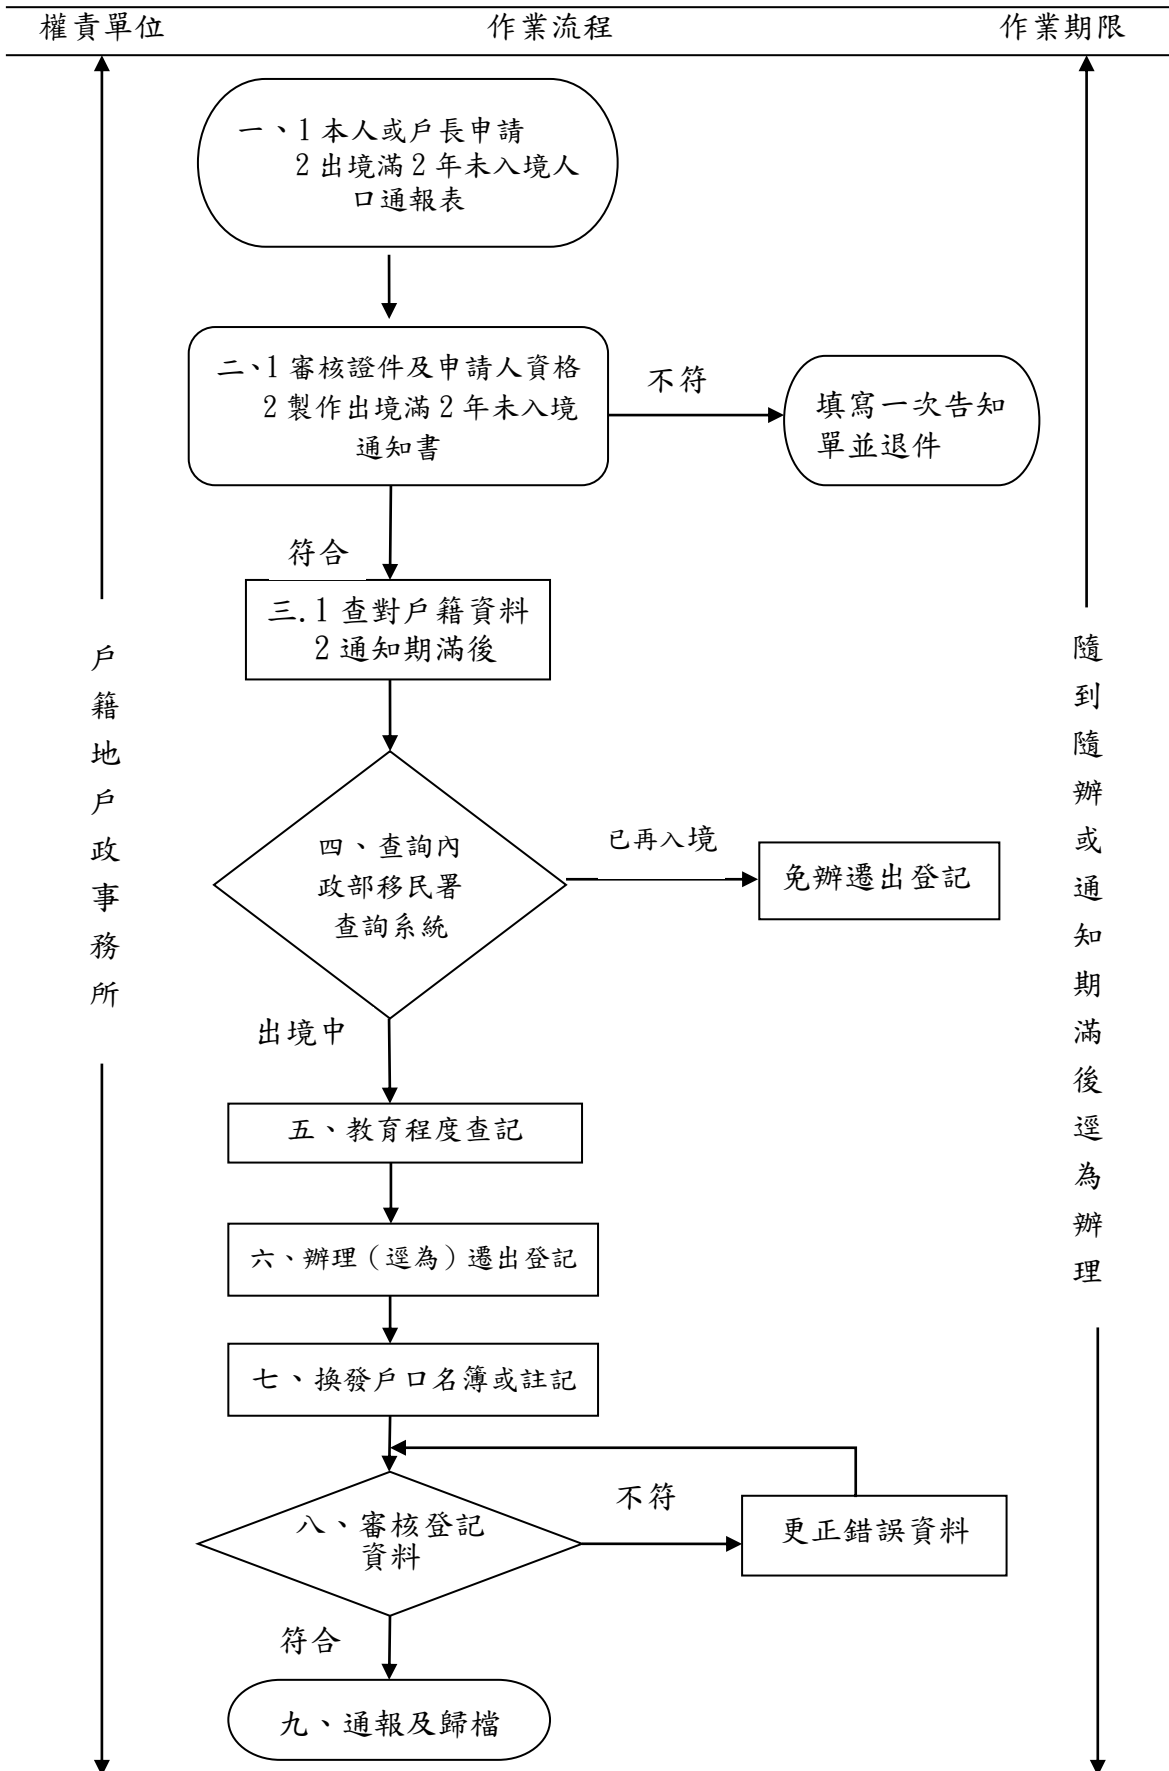 權責單位
作業流程
作業期限
一、1 本人或戶長申請
2 出境滿 2 年未入境人
口通報表
二、1 審核證件及申請人資格
2 製作出境滿 2 年未入境
通知書
不符
填寫一次告知
單並退件
符合
三.1 查對戶籍資料
2 通知期滿後
四、查詢內
政部移民署
查詢系統
已再入境
免辦遷出登記
出境中
五、教育程度查記
六、辦理（逕為）遷出登記
七、換發戶口名簿或註記
八、審核登記
資料
不符
更正錯誤資料
符合
九、通報及歸檔
戶籍地戶政事務所
隨到隨辦或通知期滿後逕為辦理